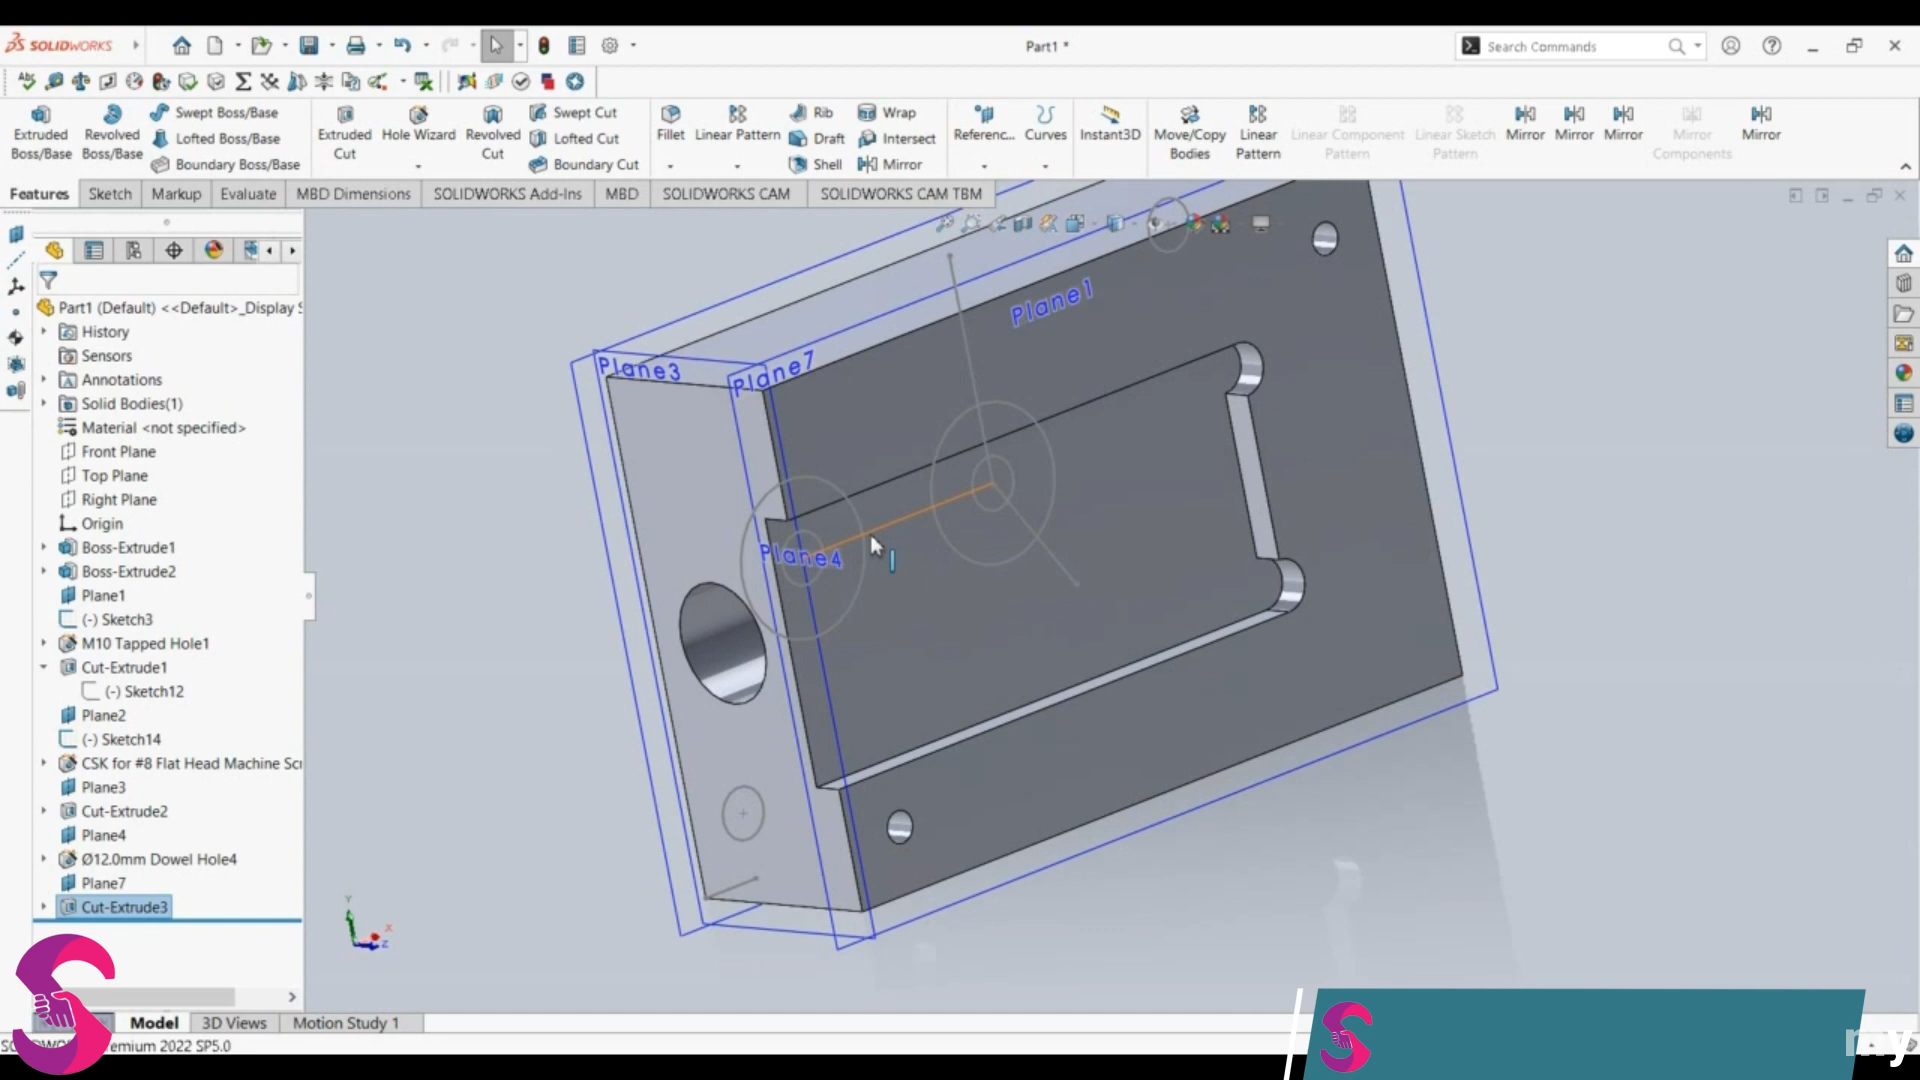 SOLIDWORKS
Part1 *
Search Commands
Extruded Boss/Base
Revolved Boss/Base
Swept Boss/Base
Lofted Boss/Base
Boundary Boss/Base
Extruded Cut
Hole Wizard
Revolved Cut
Swept Cut
Lofted Cut
Boundary Cut
Fillet
Linear Pattern
Rib
Draft
Shell
Wrap
Intersect
Mirror
Referenc...
Curves
Instant3D
Move/Copy Bodies
Linear Pattern
Linear Component Pattern
Linear Sketch Pattern
Mirror
Mirror
Mirror
Mirror Components
Mirror
Features
Sketch
Markup
Evaluate
MBD Dimensions
SOLIDWORKS Add-Ins
MBD
SOLIDWORKS CAM
SOLIDWORKS CAM TBM
Part1 (Default) <<Default>_Display S
History
Sensors
Annotations
Solid Bodies(1)
Material <not specified>
Front Plane
Top Plane
Right Plane
Origin
Boss-Extrude1
Boss-Extrude2
Plane1
(-) Sketch3
M10 Tapped Hole1
Cut-Extrude1
(-) Sketch12
Plane2
(-) Sketch14
CSK for #8 Flat Head Machine Scr
Plane3
Cut-Extrude2
Plane4
Ø12.0mm Dowel Hole4
Plane7
Cut-Extrude3
Plane1
Plane3
Plane7
Plane4
Y
X
Z
Model
3D Views
Motion Study 1
emium 2022 SP5.0
my